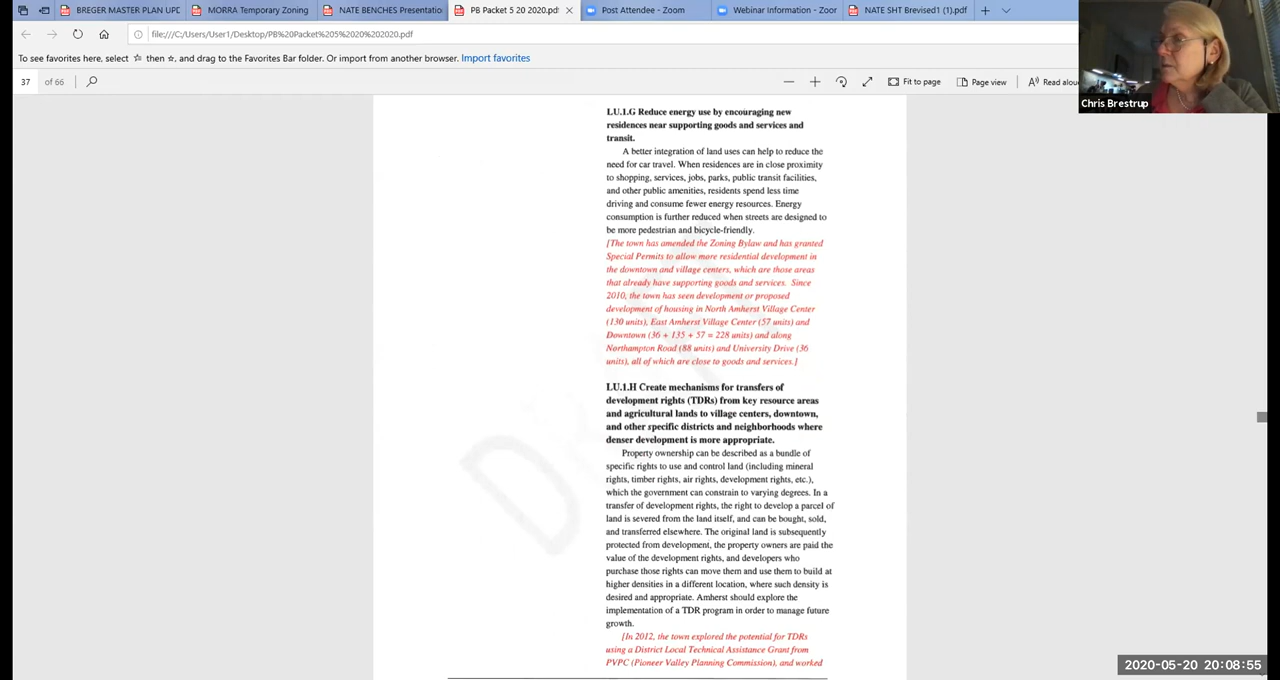 BREGER MASTER PLAN UPD
MORRA Temporary Zoning
NATE BENCHES Presentatio
PB Packet 5 20 2020.pdf
Post Attendee - Zoom
Webinar Information - Zoor
NATE SHT Brevised1 (1).pdf
file:///C:/Users/User1/Desktop/PB%20Packet%205%2020%202020.pdf
To see favorites here, select then, and drag to the Favorites Bar folder. Or import from another browser. Import favorites
37 of 66
Fit to page
Page view
Read alou
Chris Brestrup
LU.1.G Reduce energy use by encouraging new
residences near supporting goods and services and
transit.
A better integration of land uses can help to reduce the
need for car travel. When residences are in close proximity
to shopping, services, jobs, parks, public transit facilities,
and other public amenities, residents spend less time
driving and consume fewer energy resources. Energy
consumption is further reduced when streets are designed to
be more pedestrian and bicycle-friendly.
[The town has amended the Zoning Bylaw and has granted
Special Permits to allow more residential development in
the downtown and village centers, which are those areas
that already have supporting goods and services. Since
2010, the town has seen development or proposed
development of housing in North Amherst Village Center
(130 units), East Amherst Village Center (57 units) and
Downtown (36 + 135 + 57 = 228 units) and along
Northampton Road (88 units) and University Drive (36
units), all of which are close to goods and services.]
LU.1.H Create mechanisms for transfers of
development rights (TDRs) from key resource areas
and agricultural lands to village centers, downtown,
and other specific districts and neighborhoods where
denser development is more appropriate.
Property ownership can be described as a bundle of
specific rights to use and control land (including mineral
rights, timber rights, air rights, development rights, etc.),
which the government can constrain to varying degrees. In a
transfer of development rights, the right to develop a parcel of
land is severed from the land itself, and can be bought, sold,
and transferred elsewhere. The original land is subsequently
protected from development, the property owners are paid the
value of the development rights, and developers who
purchase those rights can move them and use them to build at
higher densities in a different location, where such density is
desired and appropriate. Amherst should explore the
implementation of a TDR program in order to manage future
growth.
[In 2012, the town explored the potential for TDRs
using a District Local Technical Assistance Grant from
PVPC (Pioneer Valley Planning Commission), and worked
2020-05-20 20:08:55